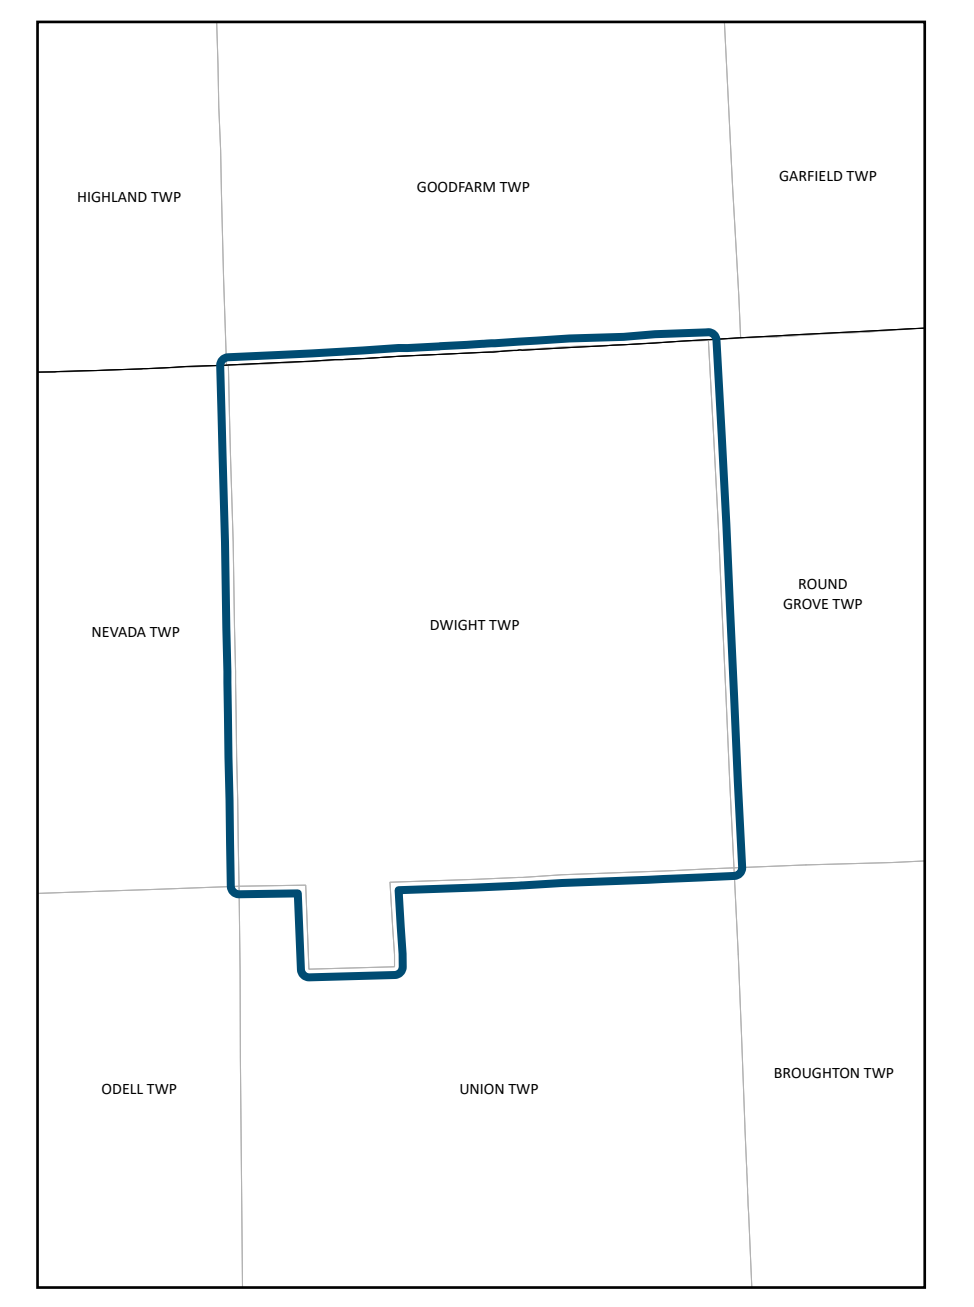 HIGHLAND TWP
GOODFARM TWP
GARFIELD TWP
NEVADA TWP
DWIGHT TWP
ROUND
GROVE TWP
ODELL TWP
UNION TWP
BROUGHTON TWP